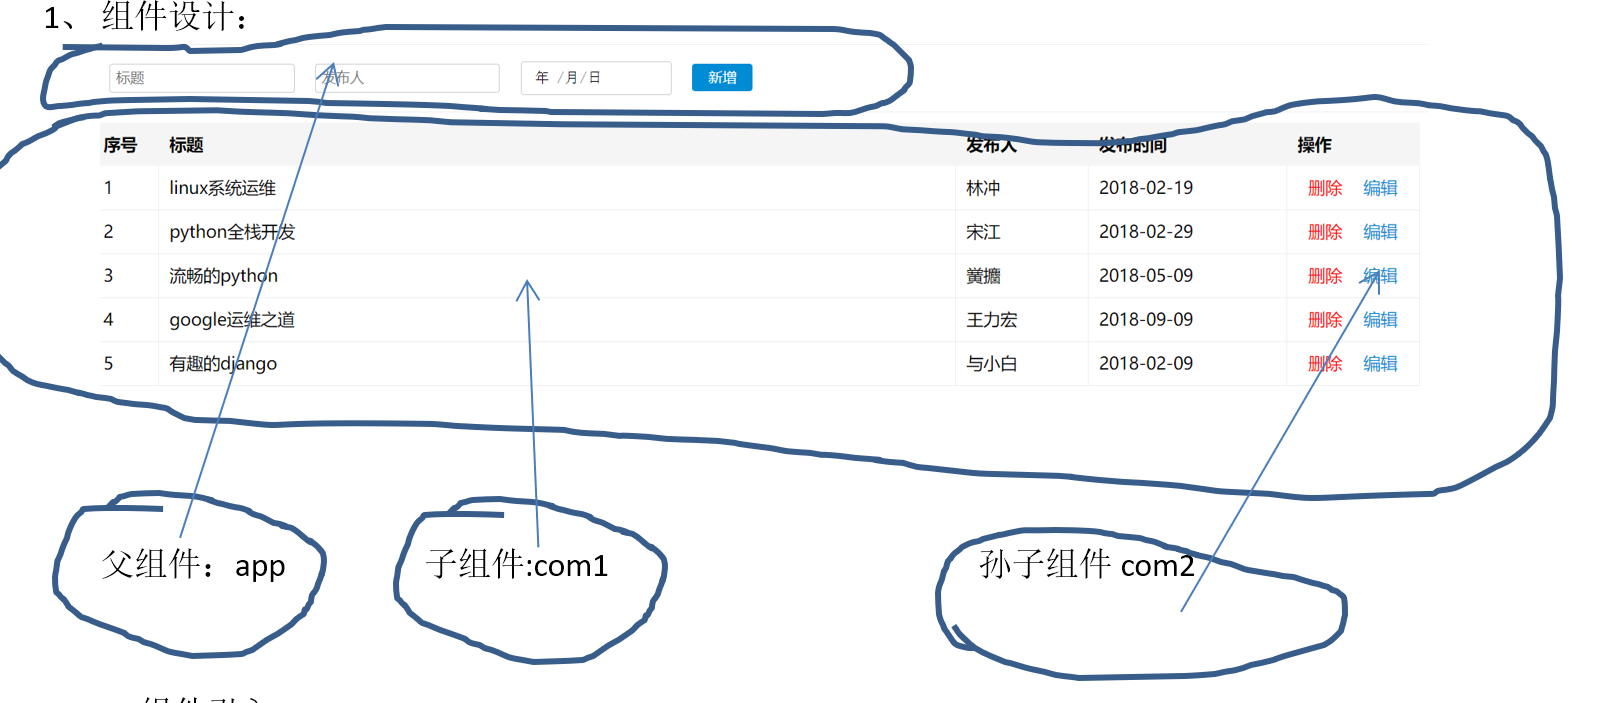 1、 组件设计：
标题 发布人 年 /月/日 新增
序号 标题 发布人 发布时间 操作
1 linux系统运维 林冲 2018-02-19 删除 编辑
2 python全栈开发 宋江 2018-02-29 删除 编辑
3 流畅的python 2018-05-09 删除 编辑
4 google运维之道 王力宏 2018-09-09 删除 编辑
5 有趣的django 与小白 2018-02-09 删除 编辑
父组件：app 子组件:com1 孙子组件 com2